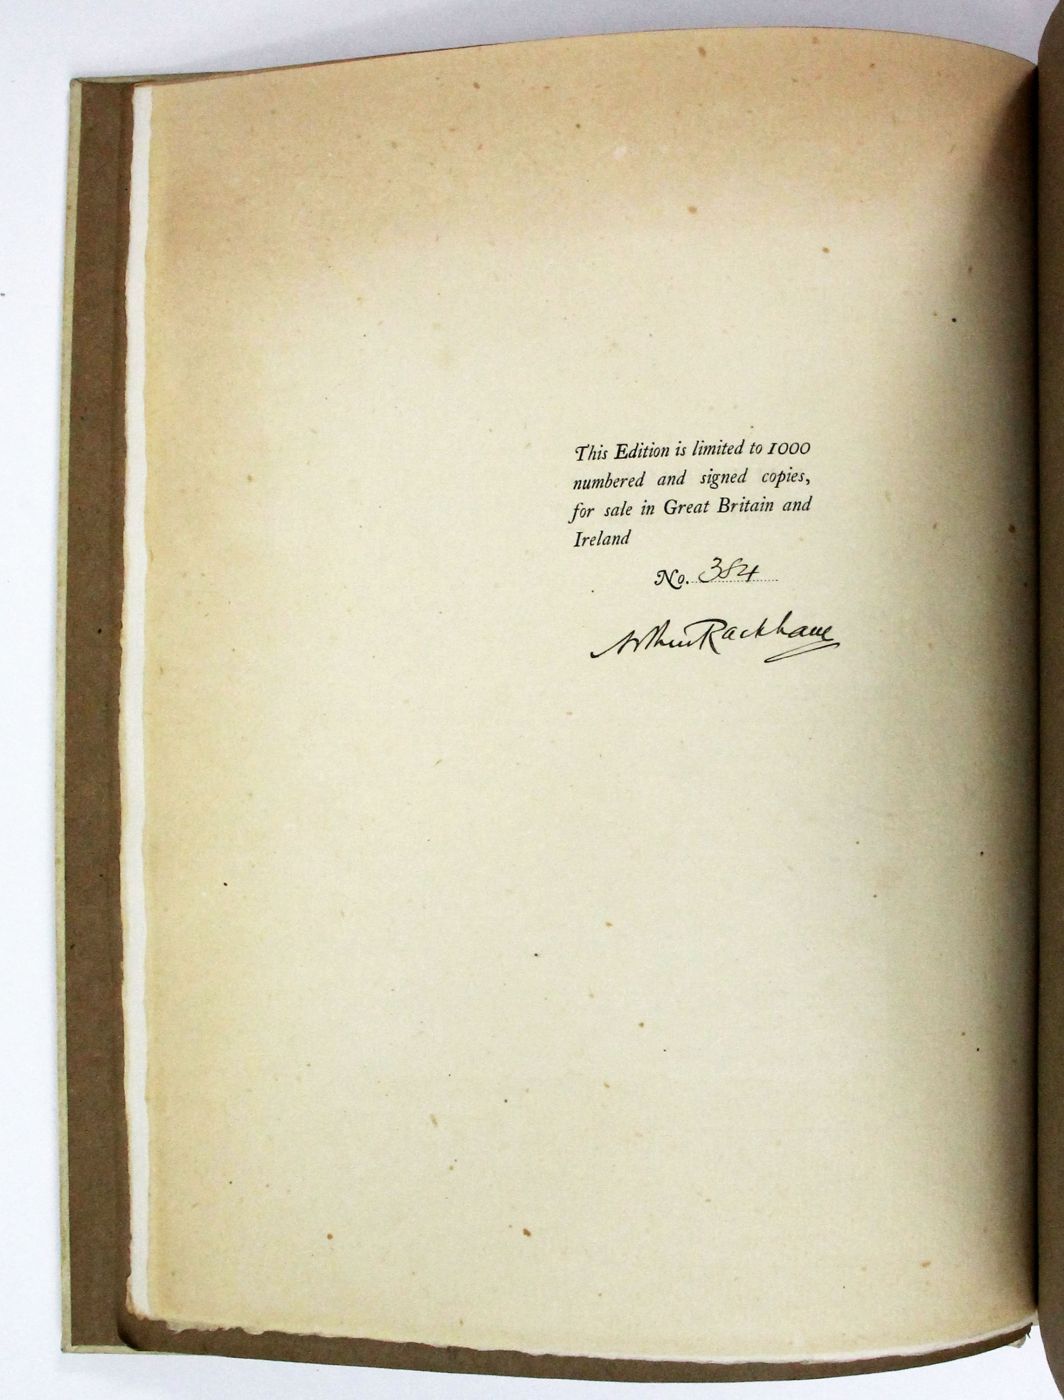 This Edition is limited to 1000
numbered and signed copies,
for sale in Great Britain and
Ireland
No. 384
Arthur Rackham